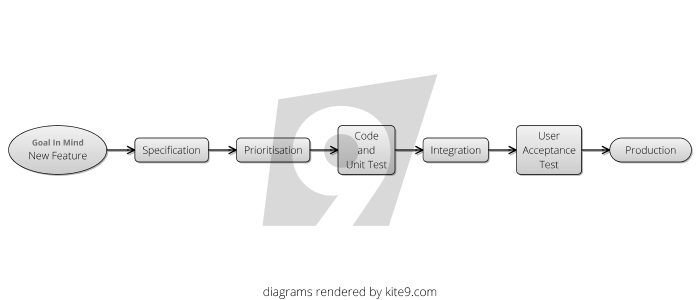 Goal In Mind
New Feature
Specification
Prioritisation
Code
and
Unit Test
Integration
User
Acceptance
Test
Production
diagrams rendered by kite9.com